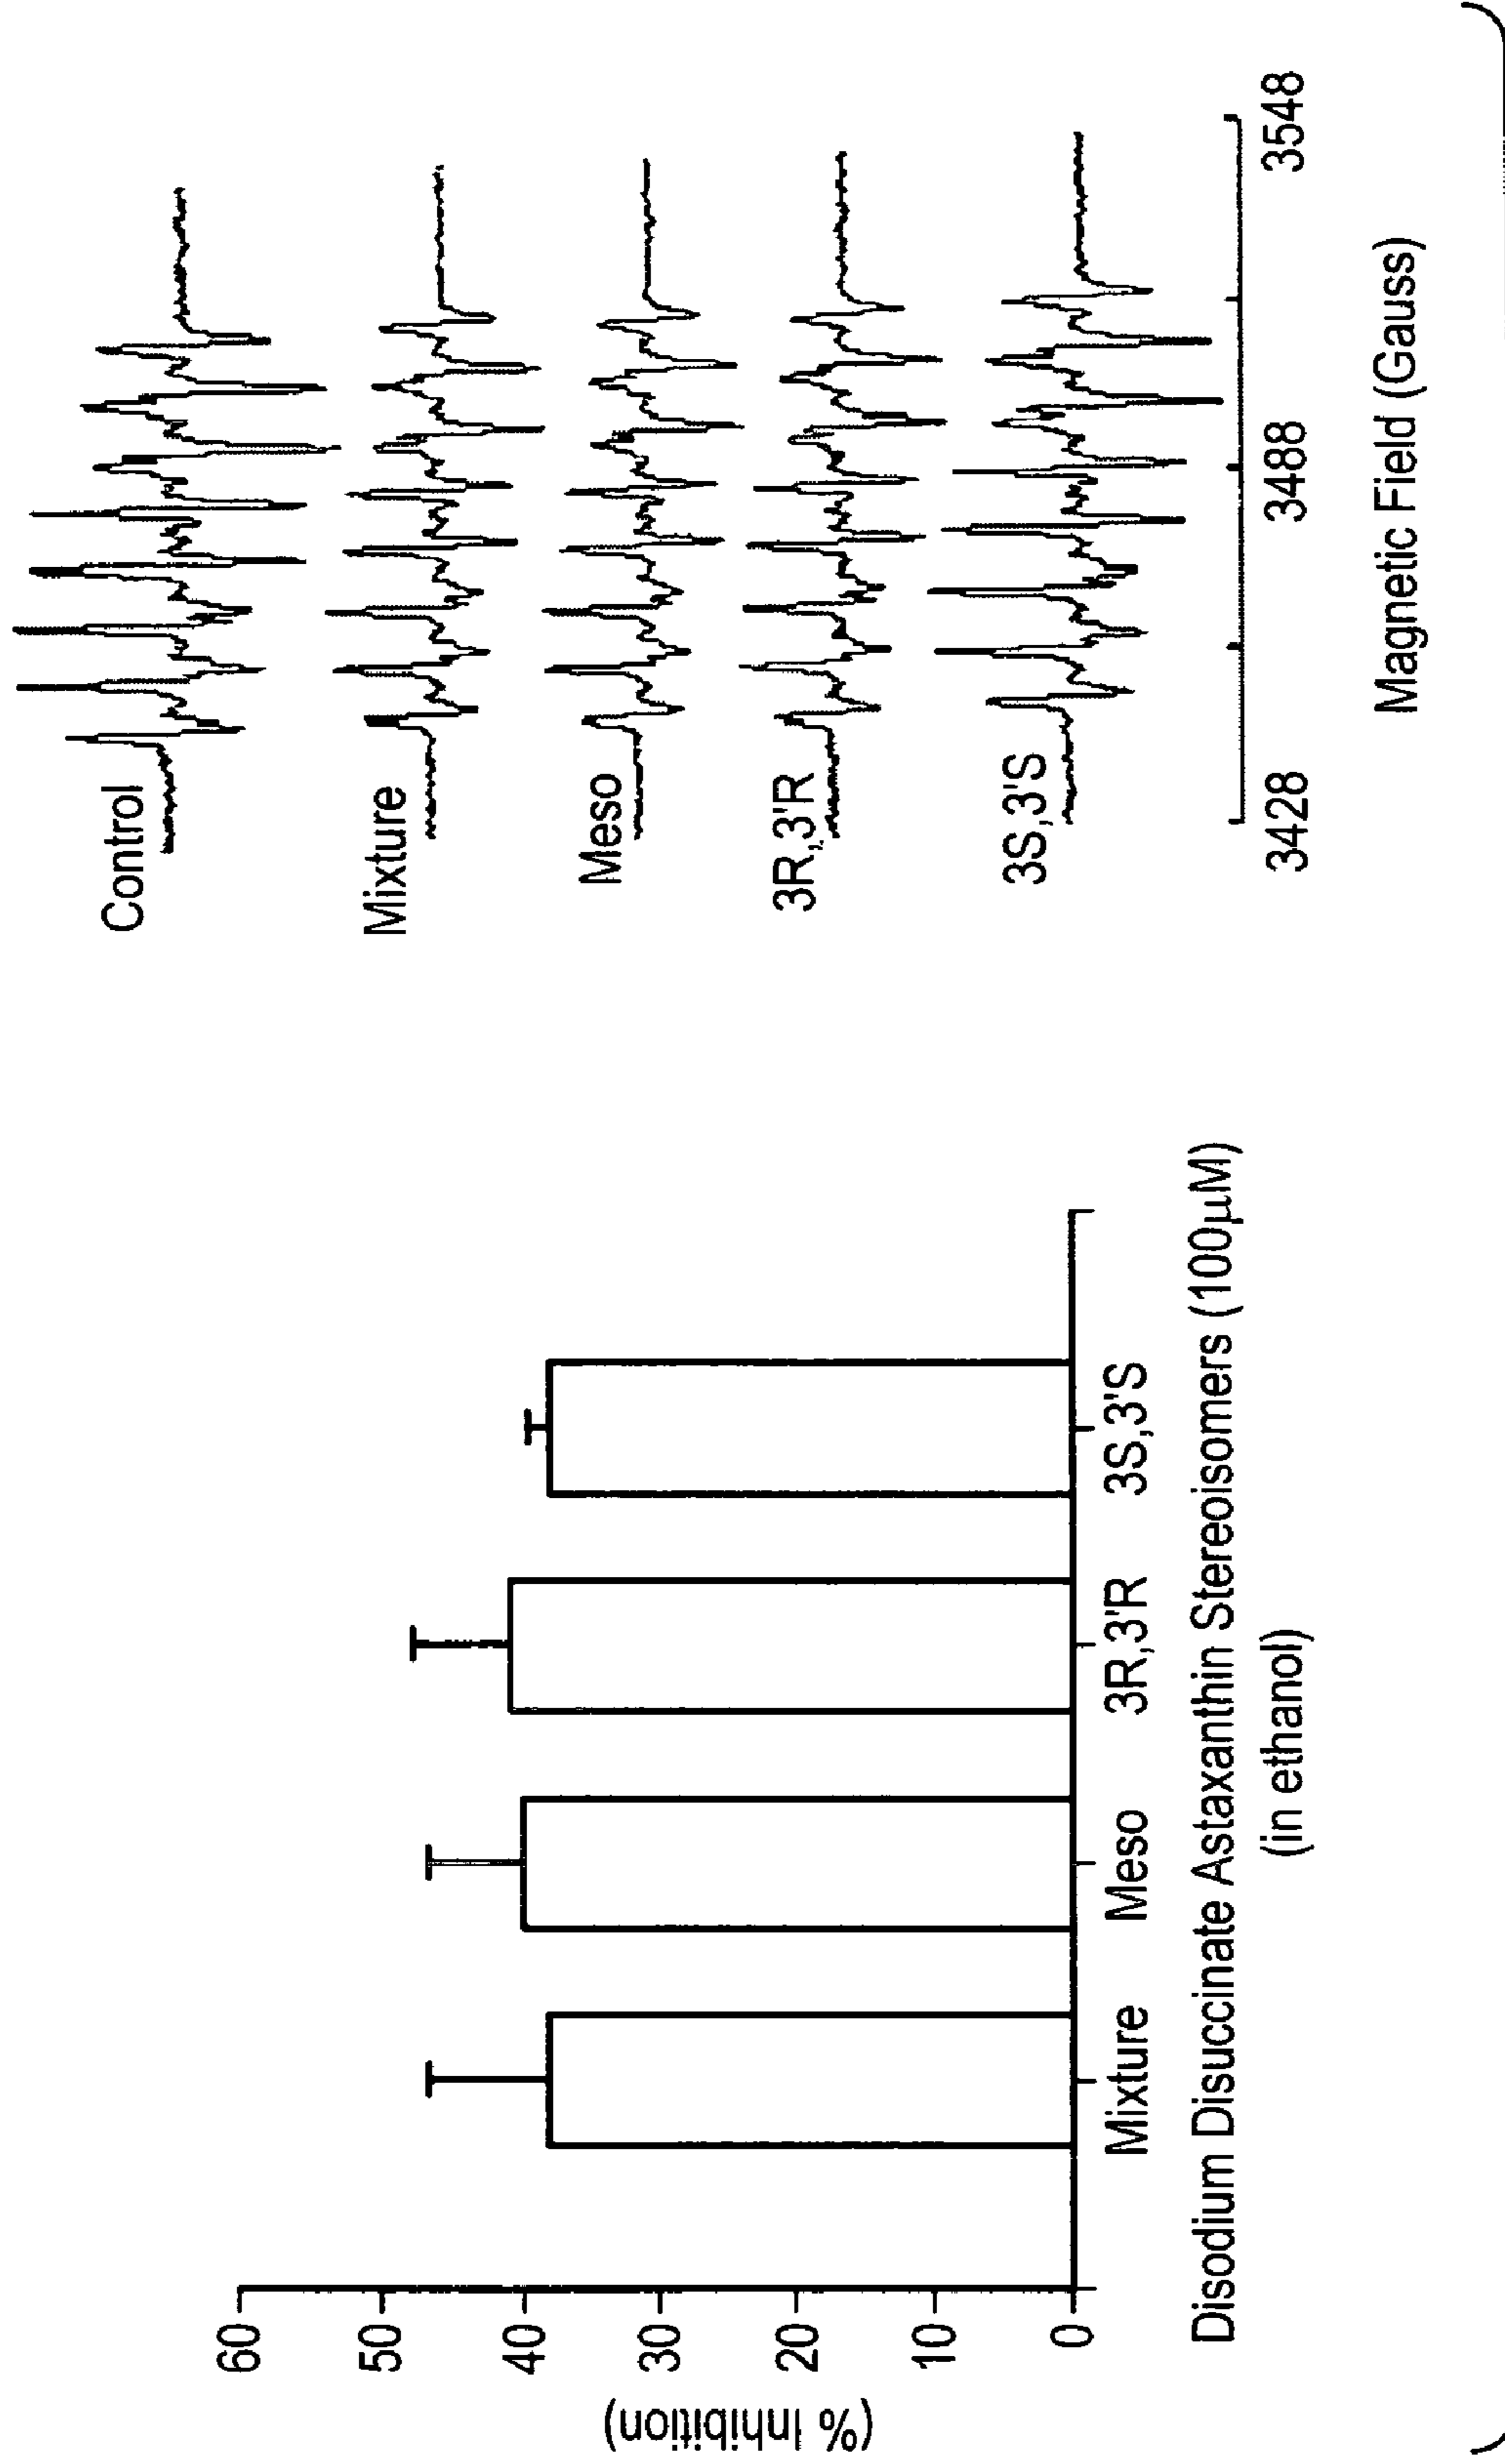 (% Inhibition)
60
50
40
30
20
10
0
Mixture Meso 3R,3'R 3S,3'S
Disodium Disuccinate Astaxanthin Stereoisomers (100µM)
(in ethanol)
Control
Mixture
Meso
3R,3'R
3S,3'S
3428 3488 3548
Magnetic Field (Gauss)